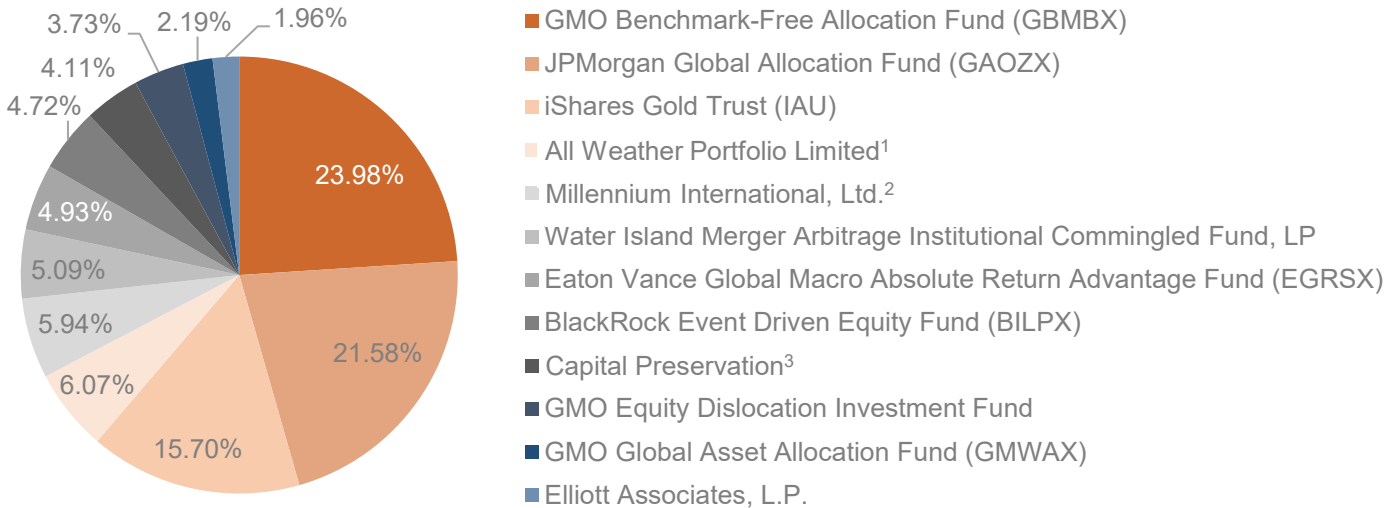 3.73%
2.19%
1.96%
4.11%
4.72%
4.93%
5.09%
5.94%
6.07%
15.70%
21.58%
23.98%
GMO Benchmark-Free Allocation Fund (GBMBX)
JPMorgan Global Allocation Fund (GAOZX)
iShares Gold Trust (IAU)
All Weather Portfolio Limited¹
Millennium International, Ltd.²
Water Island Merger Arbitrage Institutional Commingled Fund, LP
Eaton Vance Global Macro Absolute Return Advantage Fund (EGRSX)
BlackRock Event Driven Equity Fund (BILPX)
Capital Preservation³
GMO Equity Dislocation Investment Fund
GMO Global Asset Allocation Fund (GMWAX)
Elliott Associates, L.P.